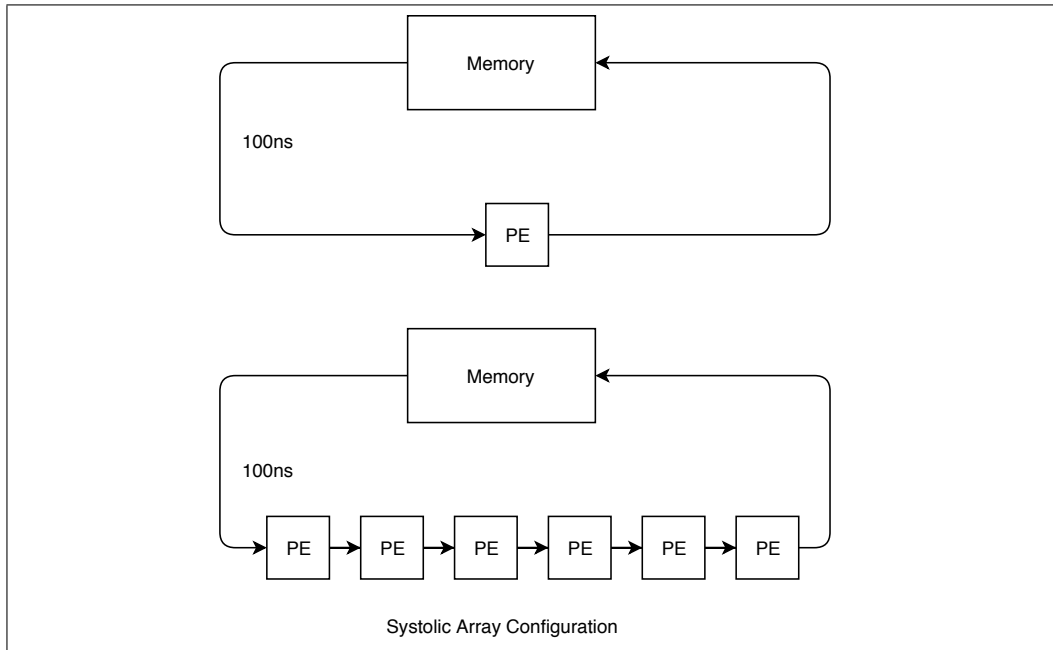 Memory
100ns
PE
Memory
100ns
PE PE PE PE PE PE
Systolic Array Configuration